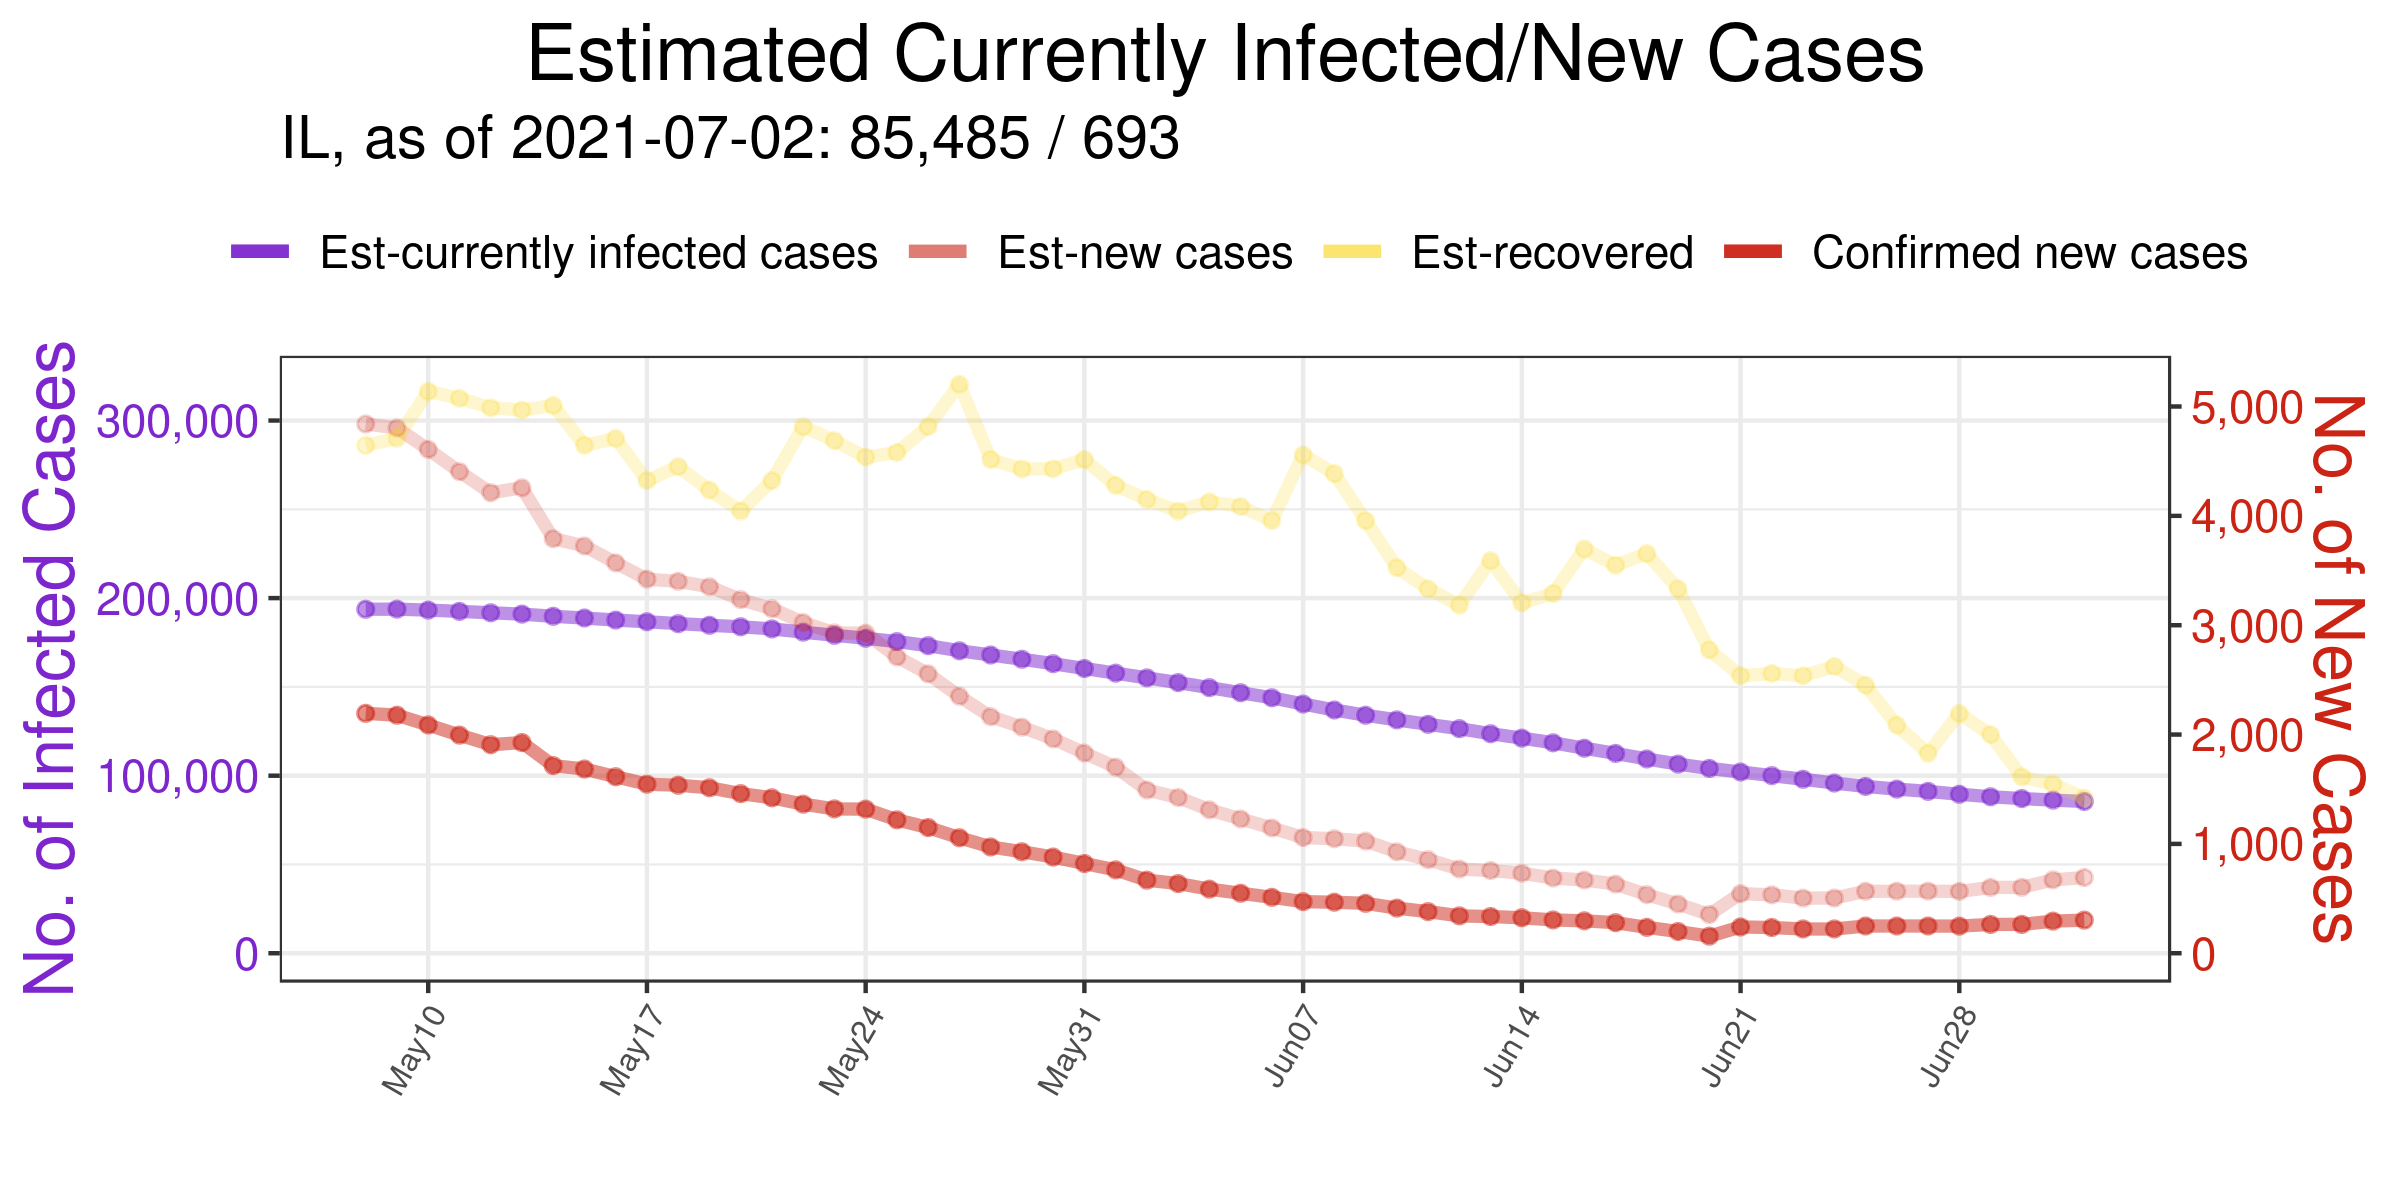 Estimated Currently Infected/New Cases
IL, as of 2021-07-02: 85,485 / 693
Est-currently infected cases Est-new cases Est-recovered Confirmed new cases
No. of Infected Cases
300,000
200,000
100,000
0
5,000
4,000
3,000
2,000
1,000
0
No. of New Cases
May10 May17 May24 May31 Jun07 Jun14 Jun21 Jun28